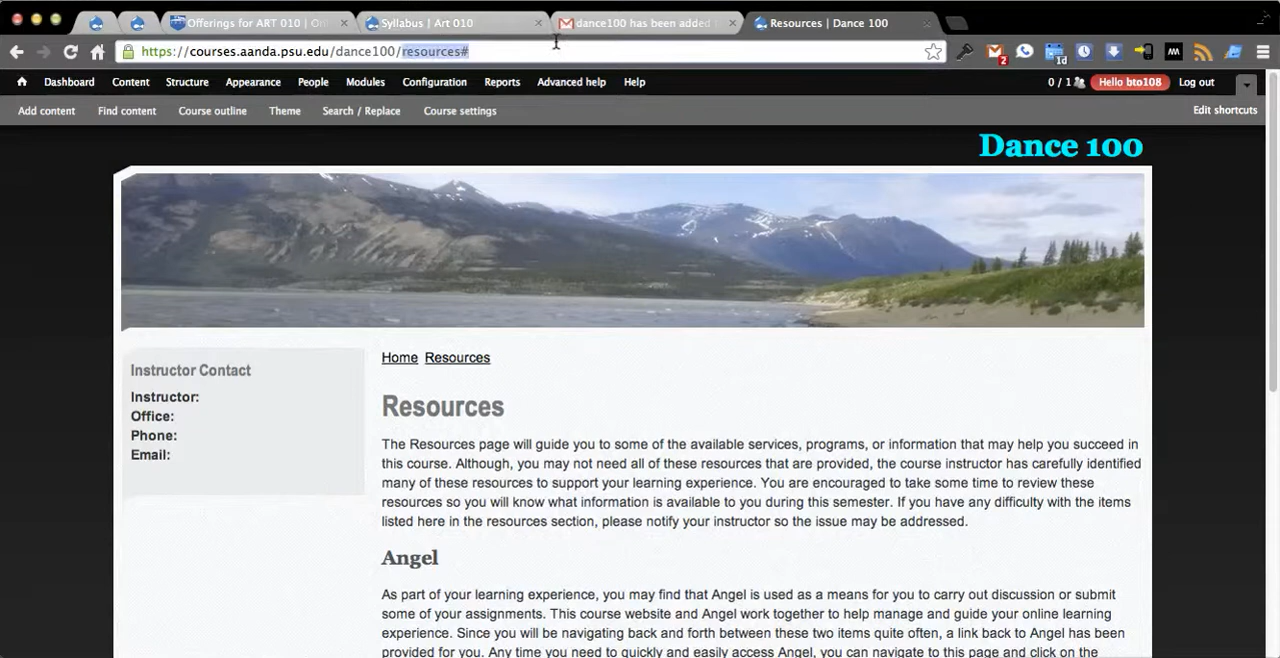 Offerings for ART 010 | Onl
Syllabus | Art 010
dance100 has been added
Resources | Dance 100
https://courses.aanda.psu.edu/dance100/resources#
2
1d
Dashboard Content Structure Appearance People Modules Configuration Reports Advanced help Help
0 / 1 Hello bto108 Log out
Add content Find content Course outline Theme Search / Replace Course settings Edit shortcuts
Dance 100
Instructor Contact
Instructor:
Office:
Phone:
Email:
Home Resources
Resources
The Resources page will guide you to some of the available services, programs, or information that may help you succeed in
this course. Although, you may not need all of these resources that are provided, the course instructor has carefully identified
many of these resources to support your learning experience. You are encouraged to take some time to review these
resources so you will know what information is available to you during this semester. If you have any difficulty with the items
listed here in the resources section, please notify your instructor so the issue may be addressed.
Angel
As part of your learning experience, you may find that Angel is used as a means for you to carry out discussion or submit
some of your assignments. This course website and Angel work together to help manage and guide your online learning
experience. Since you will be navigating back and forth between these two items quite often, a link back to Angel has been
provided for you. Any time you need to quickly and easily access Angel, you can navigate to this page and click on the